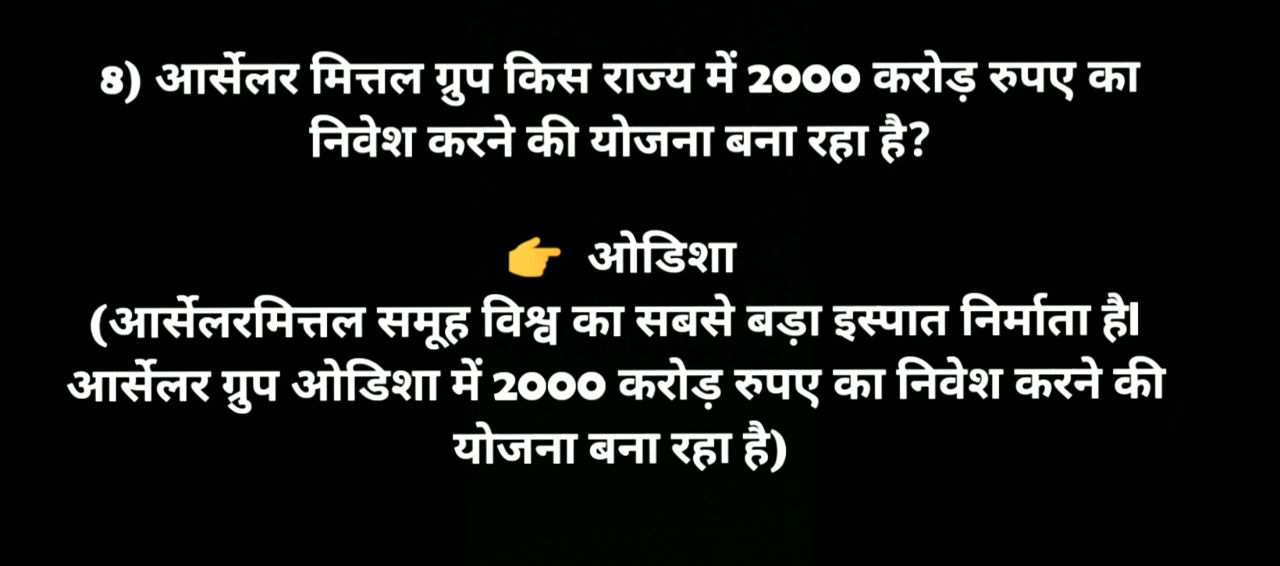 8) आर्सेलर मित्तल ग्रुप किस राज्य में 2000 करोड़ रुपए का
निवेश करने की योजना बना रहा है?
👉 ओडिशा
(आर्सेलरमित्तल समूह विश्व का सबसे बड़ा इस्पात निर्माता है।
आर्सेलर ग्रुप ओडिशा में 2000 करोड़ रुपए का निवेश करने की
योजना बना रहा है)